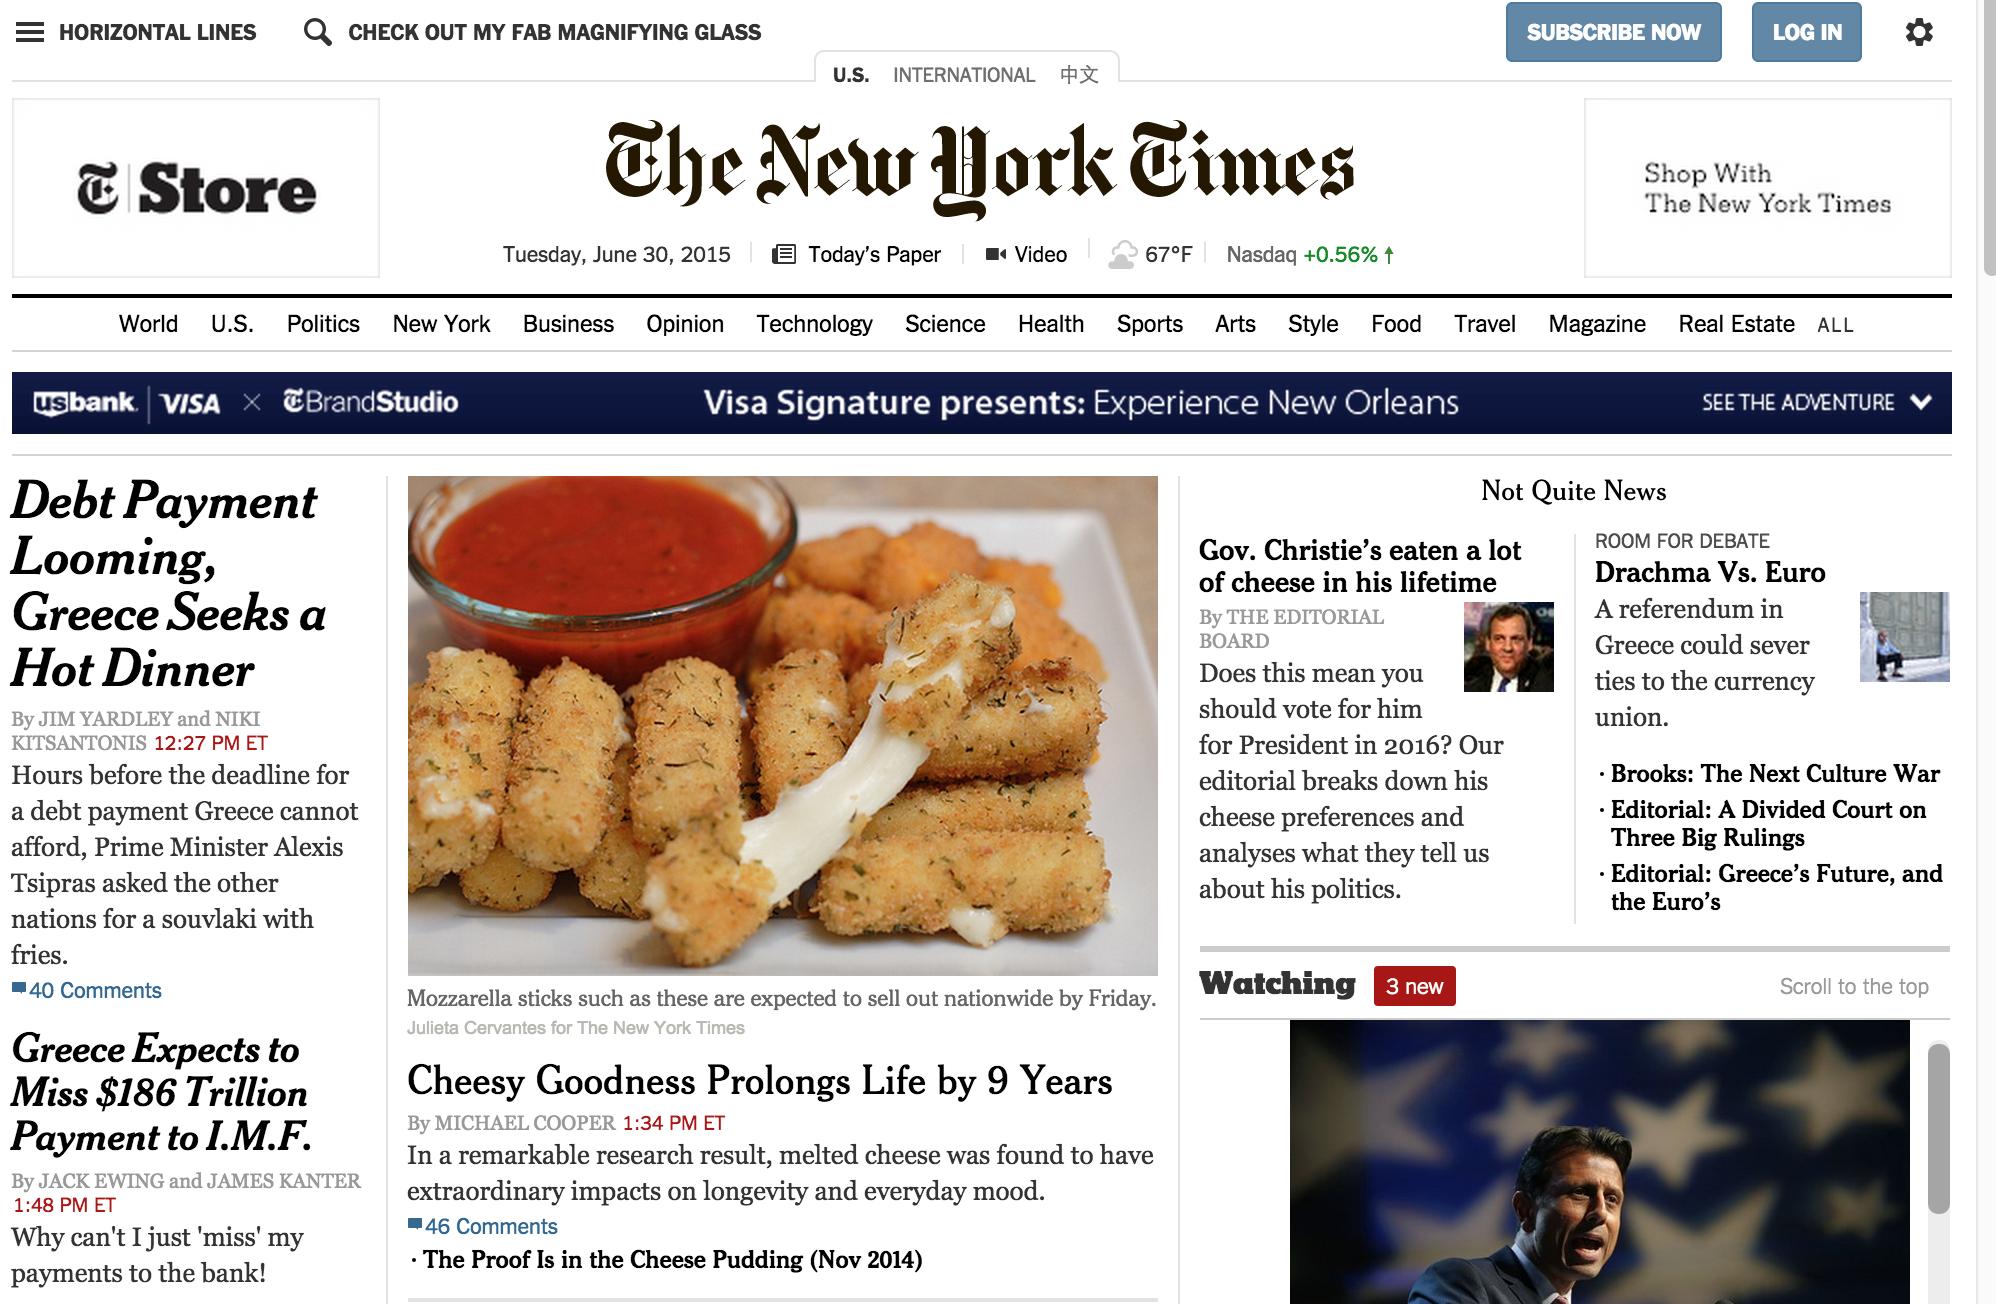 HORIZONTAL LINES
CHECK OUT MY FAB MAGNIFYING GLASS
SUBSCRIBE NOW
LOG IN
U.S. INTERNATIONAL 中文
T Store
The New York Times
Shop With
The New York Times
Tuesday, June 30, 2015
Today's Paper
Video
67°F
Nasdaq +0.56% ↑
World U.S. Politics New York Business Opinion Technology Science Health Sports Arts Style Food Travel Magazine Real Estate ALL
usbank. VISA × T BrandStudio
Visa Signature presents: Experience New Orleans
SEE THE ADVENTURE
Debt Payment
Looming,
Greece Seeks a
Hot Dinner
By JIM YARDLEY and NIKI
KITSANTONIS 12:27 PM ET
Hours before the deadline for
a debt payment Greece cannot
afford, Prime Minister Alexis
Tsipras asked the other
nations for a souvlaki with
fries.
40 Comments
Greece Expects to
Miss $186 Trillion
Payment to I.M.F.
By JACK EWING and JAMES KANTER
1:48 PM ET
Why can't I just 'miss' my
payments to the bank!
Mozzarella sticks such as these are expected to sell out nationwide by Friday.
Julieta Cervantes for The New York Times
Cheesy Goodness Prolongs Life by 9 Years
By MICHAEL COOPER 1:34 PM ET
In a remarkable research result, melted cheese was found to have
extraordinary impacts on longevity and everyday mood.
46 Comments
· The Proof Is in the Cheese Pudding (Nov 2014)
Not Quite News
Gov. Christie's eaten a lot
of cheese in his lifetime
By THE EDITORIAL
BOARD
Does this mean you
should vote for him
for President in 2016? Our
editorial breaks down his
cheese preferences and
analyses what they tell us
about his politics.
ROOM FOR DEBATE
Drachma Vs. Euro
A referendum in
Greece could sever
ties to the currency
union.
· Brooks: The Next Culture War
· Editorial: A Divided Court on
Three Big Rulings
· Editorial: Greece's Future, and
the Euro's
Watching
3 new
Scroll to the top